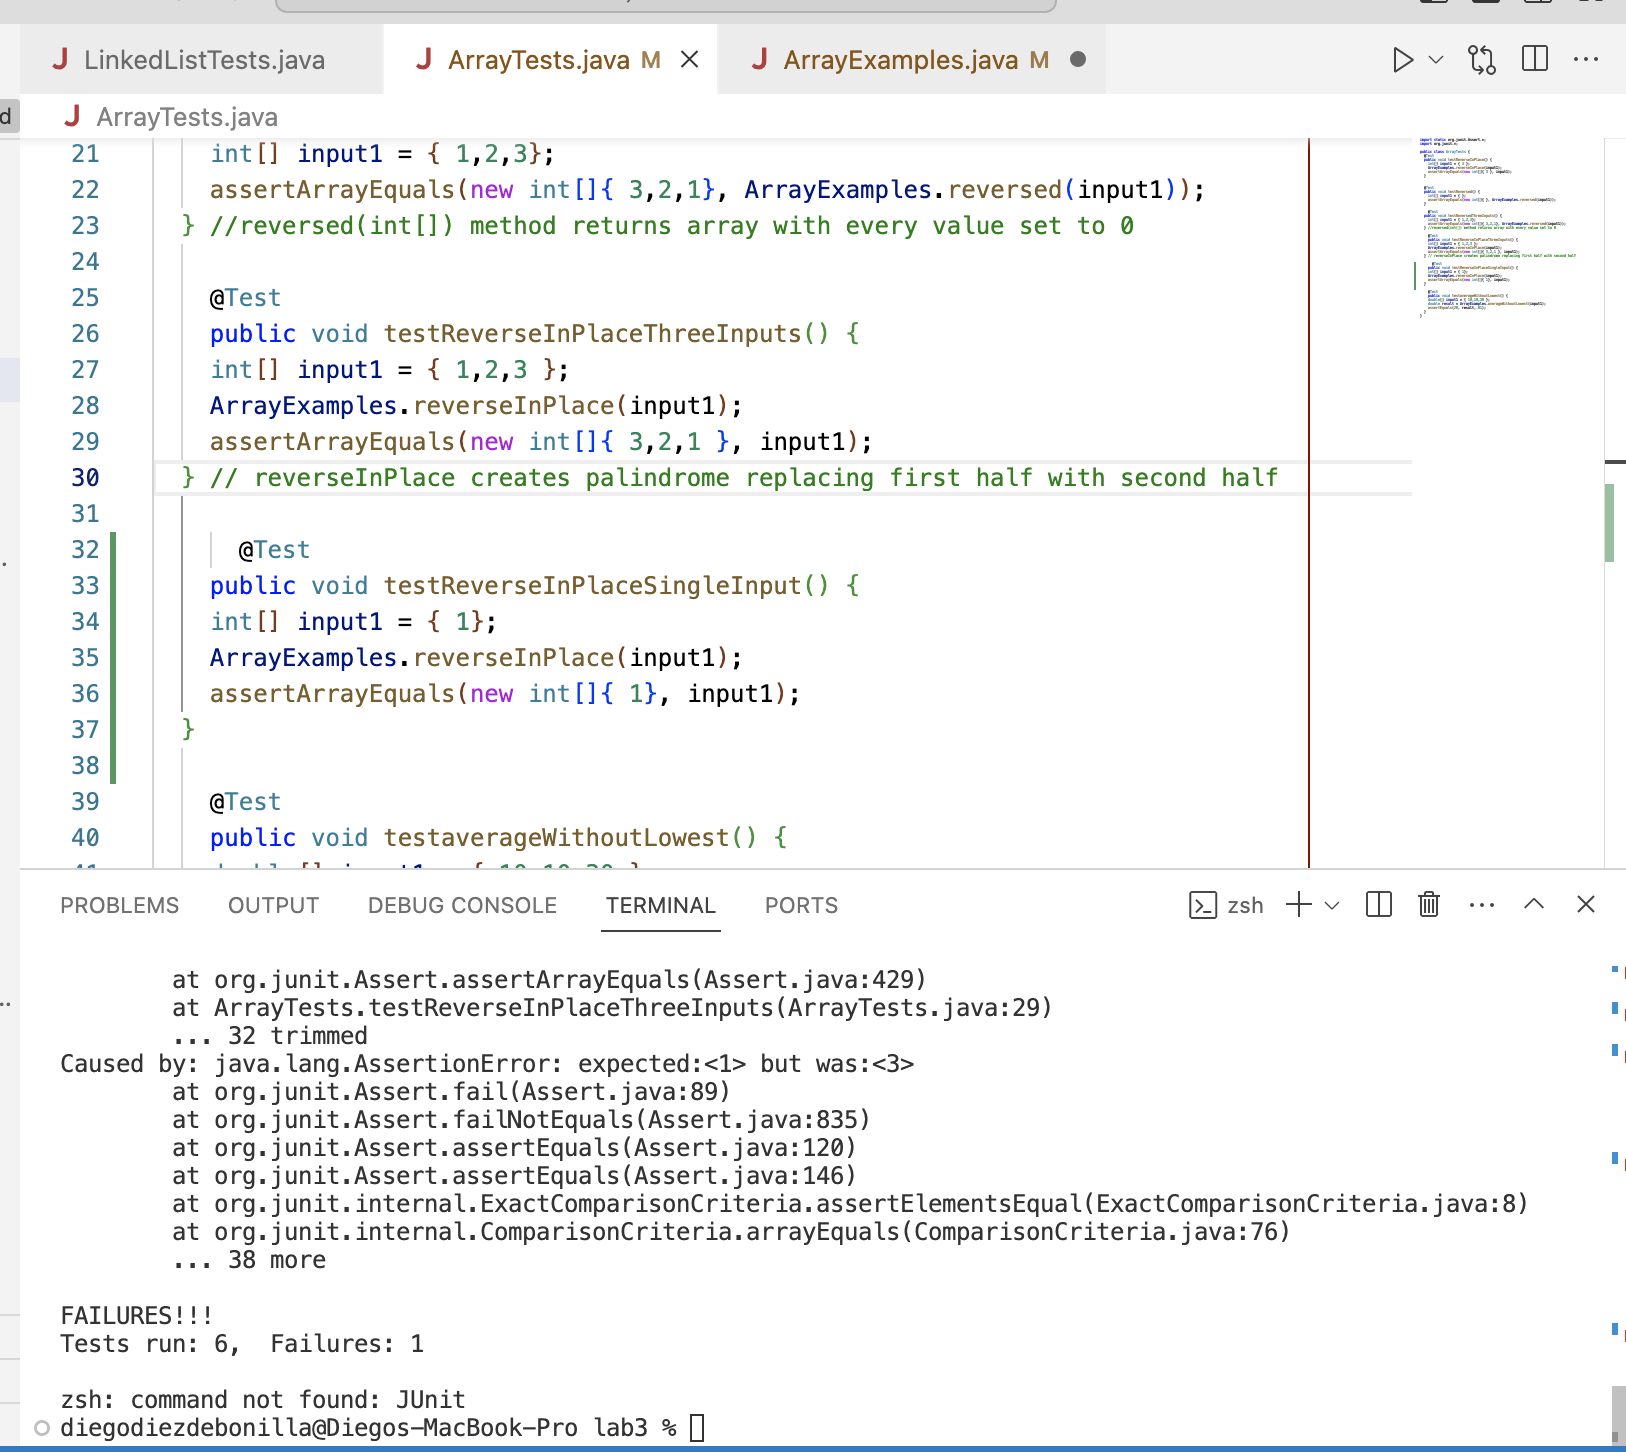 LinkedListTests.java
ArrayTests.java M
ArrayExamples.java M
d
ArrayTests.java
21 int[] input1 = { 1,2,3};
22 assertArrayEquals(new int[]{ 3,2,1}, ArrayExamples.reversed(input1));
23 } //reversed(int[]) method returns array with every value set to 0
24
25 @Test
26 public void testReverseInPlaceThreeInputs() {
27 int[] input1 = { 1,2,3 };
28 ArrayExamples.reverseInPlace(input1);
29 assertArrayEquals(new int[]{ 3,2,1 }, input1);
30 } // reverseInPlace creates palindrome replacing first half with second half
31
32 @Test
33 public void testReverseInPlaceSingleInput() {
34 int[] input1 = { 1};
35 ArrayExamples.reverseInPlace(input1);
36 assertArrayEquals(new int[]{ 1}, input1);
37 }
38
39 @Test
40 public void testaverageWithoutLowest() {
PROBLEMS OUTPUT DEBUG CONSOLE TERMINAL PORTS zsh
at org.junit.Assert.assertArrayEquals(Assert.java:429)
at ArrayTests.testReverseInPlaceThreeInputs(ArrayTests.java:29)
... 32 trimmed
Caused by: java.lang.AssertionError: expected:<1> but was:<3>
at org.junit.Assert.fail(Assert.java:89)
at org.junit.Assert.failNotEquals(Assert.java:835)
at org.junit.Assert.assertEquals(Assert.java:120)
at org.junit.Assert.assertEquals(Assert.java:146)
at org.junit.internal.ExactComparisonCriteria.assertElementsEqual(ExactComparisonCriteria.java:8)
at org.junit.internal.ComparisonCriteria.arrayEquals(ComparisonCriteria.java:76)
... 38 more
FAILURES!!!
Tests run: 6,  Failures: 1
zsh: command not found: JUnit
diegodiezdebonilla@Diegos-MacBook-Pro lab3 %